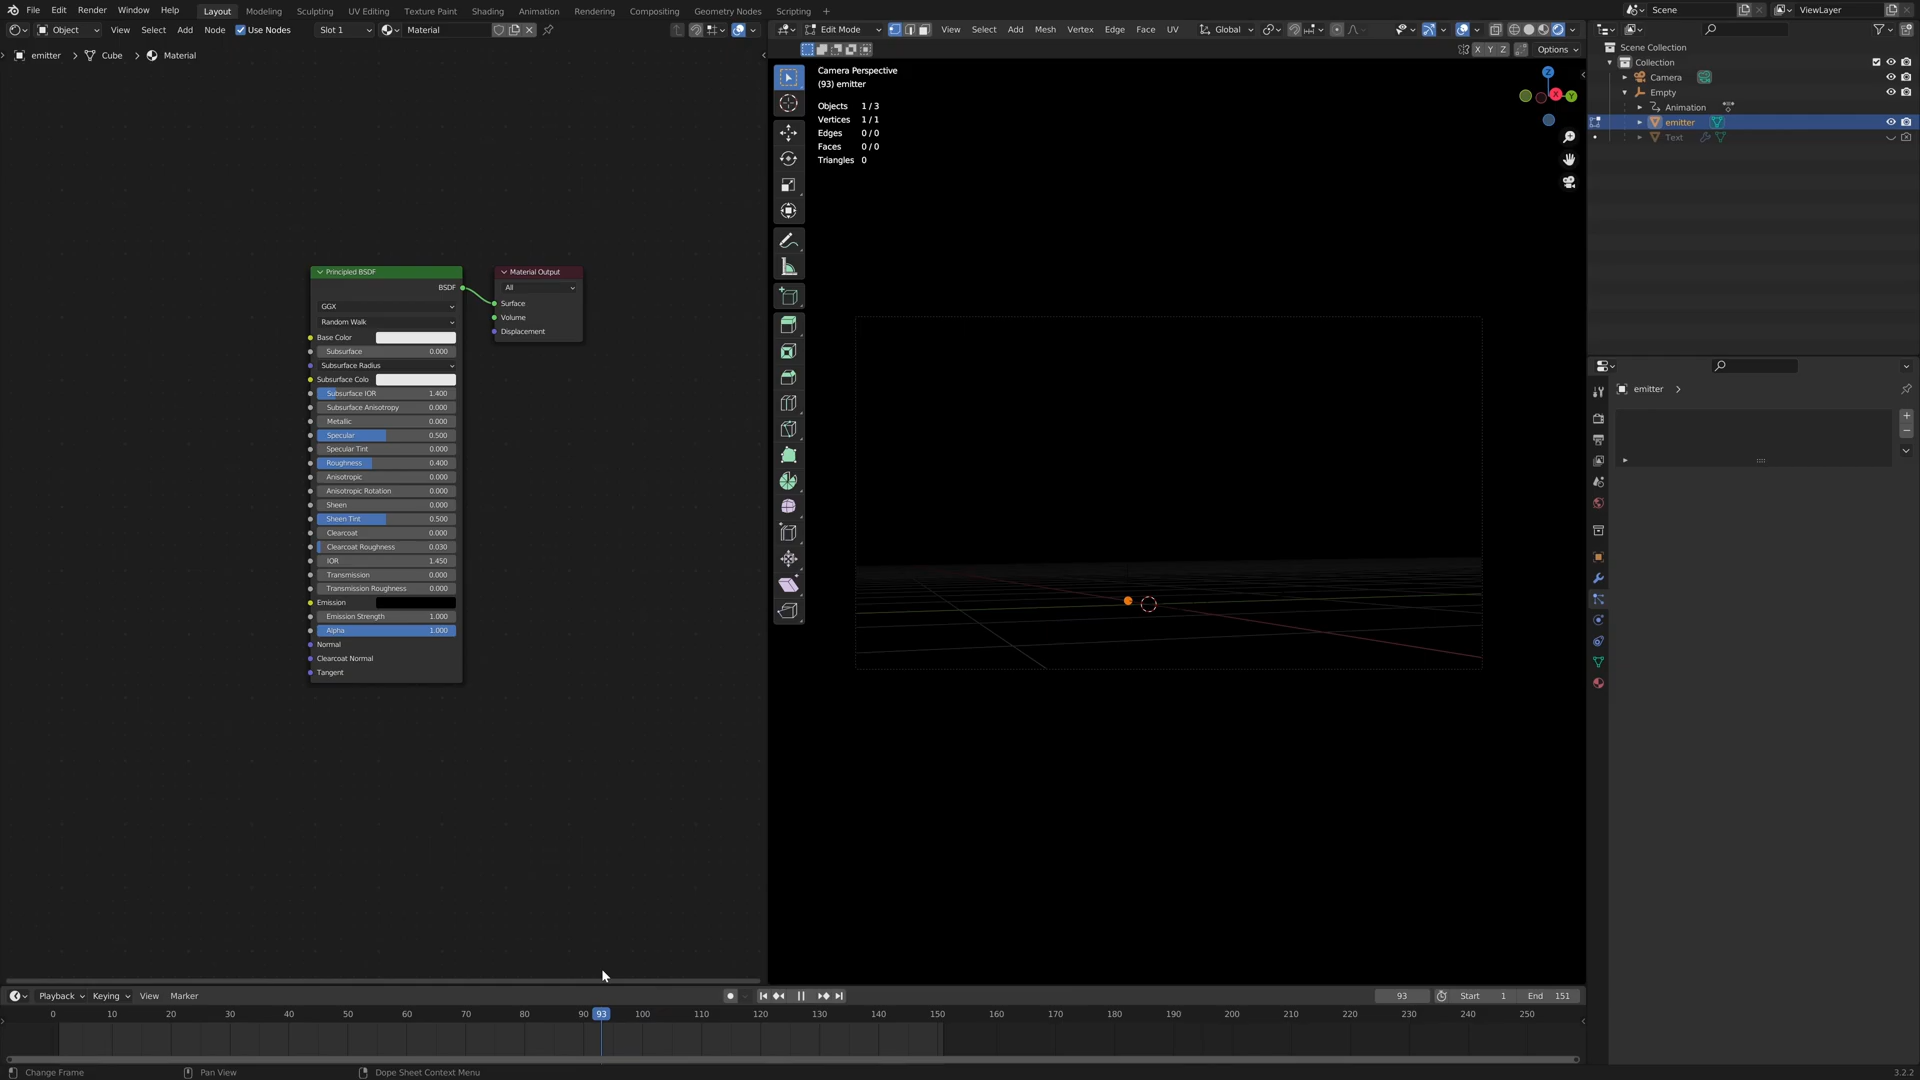 File Edit Render Window Help Layout Modeling Sculpting UV Editing Texture Paint Shading Animation Rendering Compositing Geometry Nodes Scripting + Scene ViewLayer
Object View Select Add Node Use Nodes Slot 1 Material
Edit Mode View Select Add Mesh Vertex Edge Face UV Global
X Y Z Options
emitter > Cube > Material
Principled BSDF
BSDF
GGX
Random Walk
Base Color
Subsurface 0.000
Subsurface Radius
Subsurface Colo
Subsurface IOR 1.400
Subsurface Anisotropy 0.000
Metallic 0.000
Specular 0.500
Specular Tint 0.000
Roughness 0.400
Anisotropic 0.000
Anisotropic Rotation 0.000
Sheen 0.000
Sheen Tint 0.500
Clearcoat 0.000
Clearcoat Roughness 0.030
IOR 1.450
Transmission 0.000
Transmission Roughness 0.000
Emission
Emission Strength 1.000
Alpha 1.000
Normal
Clearcoat Normal
Tangent
Material Output
All
Surface
Volume
Displacement
Camera Perspective
(93) emitter
Objects 1 / 3
Vertices 1 / 1
Edges 0 / 0
Faces 0 / 0
Triangles 0
Z
X
Y
Scene Collection
Collection
Camera
Empty
Animation
emitter
Text
emitter >
Playback Keying View Marker 93 Start 1 End 151
0 10 20 30 40 50 60 70 80 90 93 100 110 120 130 140 150 160 170 180 190 200 210 220 230 240 250
Change Frame Pan View Dope Sheet Context Menu 3.2.2